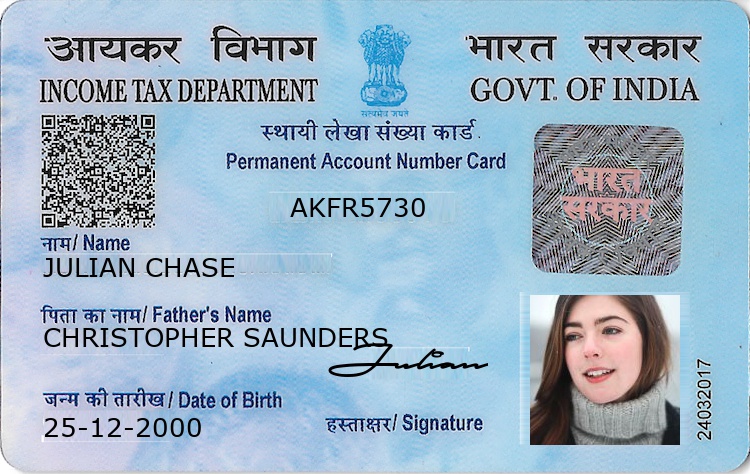 आयकर विभाग
INCOME TAX DEPARTMENT
सत्यमेव जयते
भारत सरकार
GOVT. OF INDIA
स्थायी लेखा संख्या कार्ड
Permanent Account Number Card
AKFR5730
भारत
सरकार
नाम/ Name
JULIAN CHASE
पिता का नाम/ Father's Name
CHRISTOPHER SAUNDERS
Julian
जन्म की तारीख/ Date of Birth
25-12-2000
हस्ताक्षर/ Signature
24032017